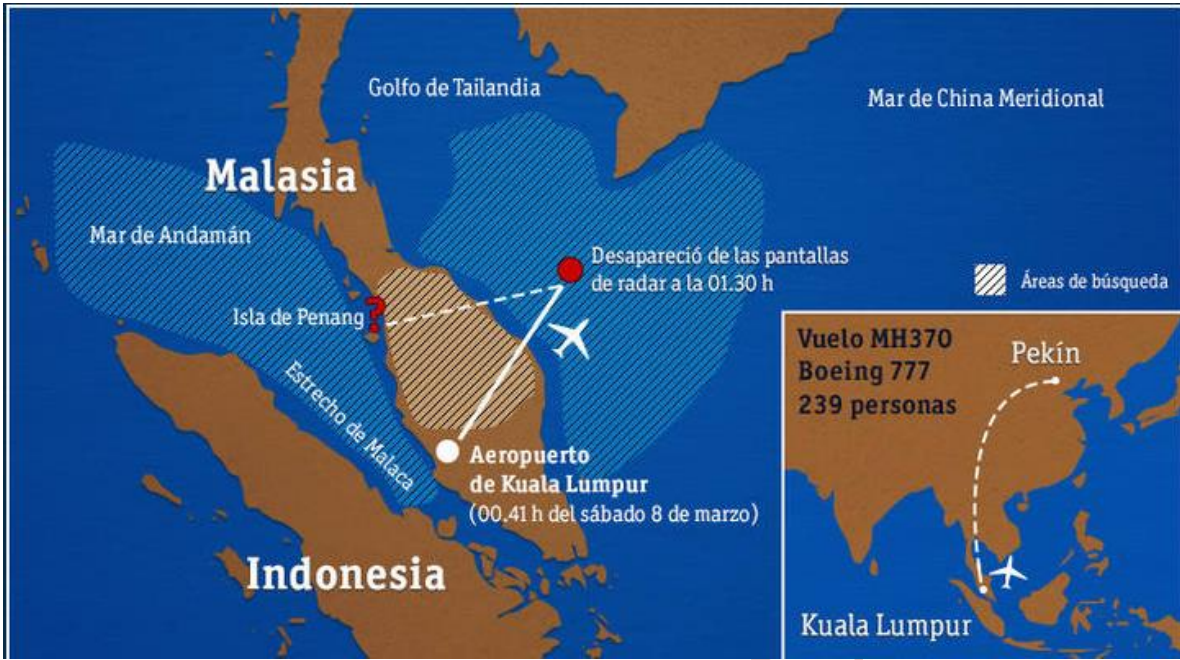 Golfo de Tailandia
Mar de China Meridional
Malasia
Mar de Andamán
Desapareció de las pantallas
de radar a la 01.30 h
Áreas de búsqueda
Isla de Penang
?
Estrecho de Malaca
Aeropuerto
de Kuala Lumpur
(00.41 h del sábado 8 de marzo)
Indonesia
Vuelo MH370
Boeing 777
239 personas
Pekín
Kuala Lumpur